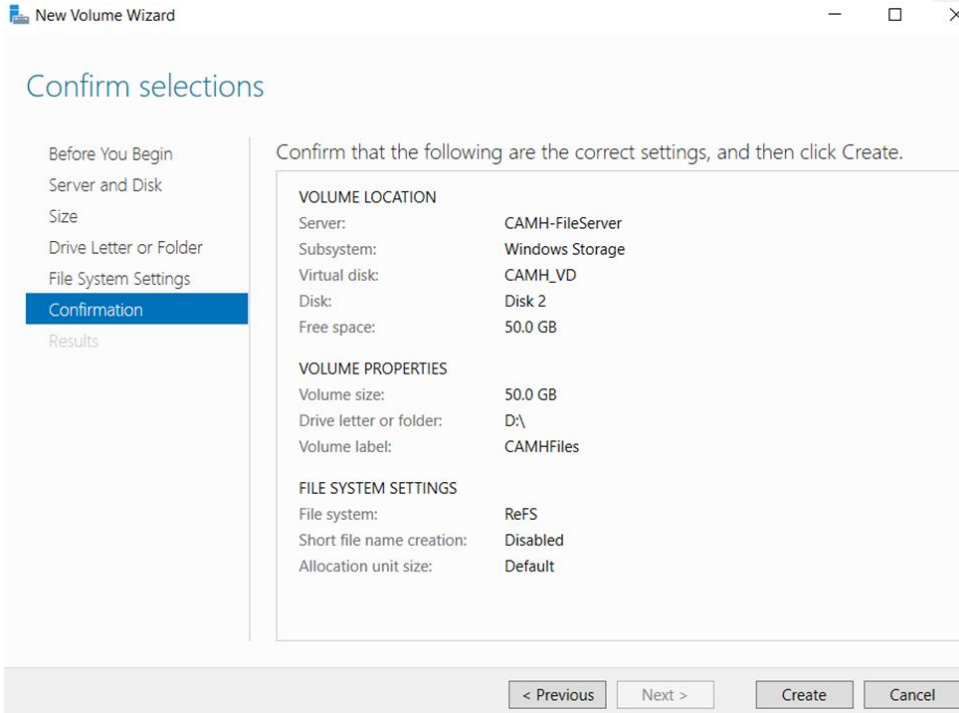 New Volume Wizard
Confirm selections
Before You Begin
Server and Disk
Size
Drive Letter or Folder
File System Settings
Confirmation
Results
Confirm that the following are the correct settings, and then click Create.
VOLUME LOCATION
Server: CAMH-FileServer
Subsystem: Windows Storage
Virtual disk: CAMH_VD
Disk: Disk 2
Free space: 50.0 GB
VOLUME PROPERTIES
Volume size: 50.0 GB
Drive letter or folder: D:\
Volume label: CAMHFiles
FILE SYSTEM SETTINGS
File system: ReFS
Short file name creation: Disabled
Allocation unit size: Default
< Previous Next > Create Cancel